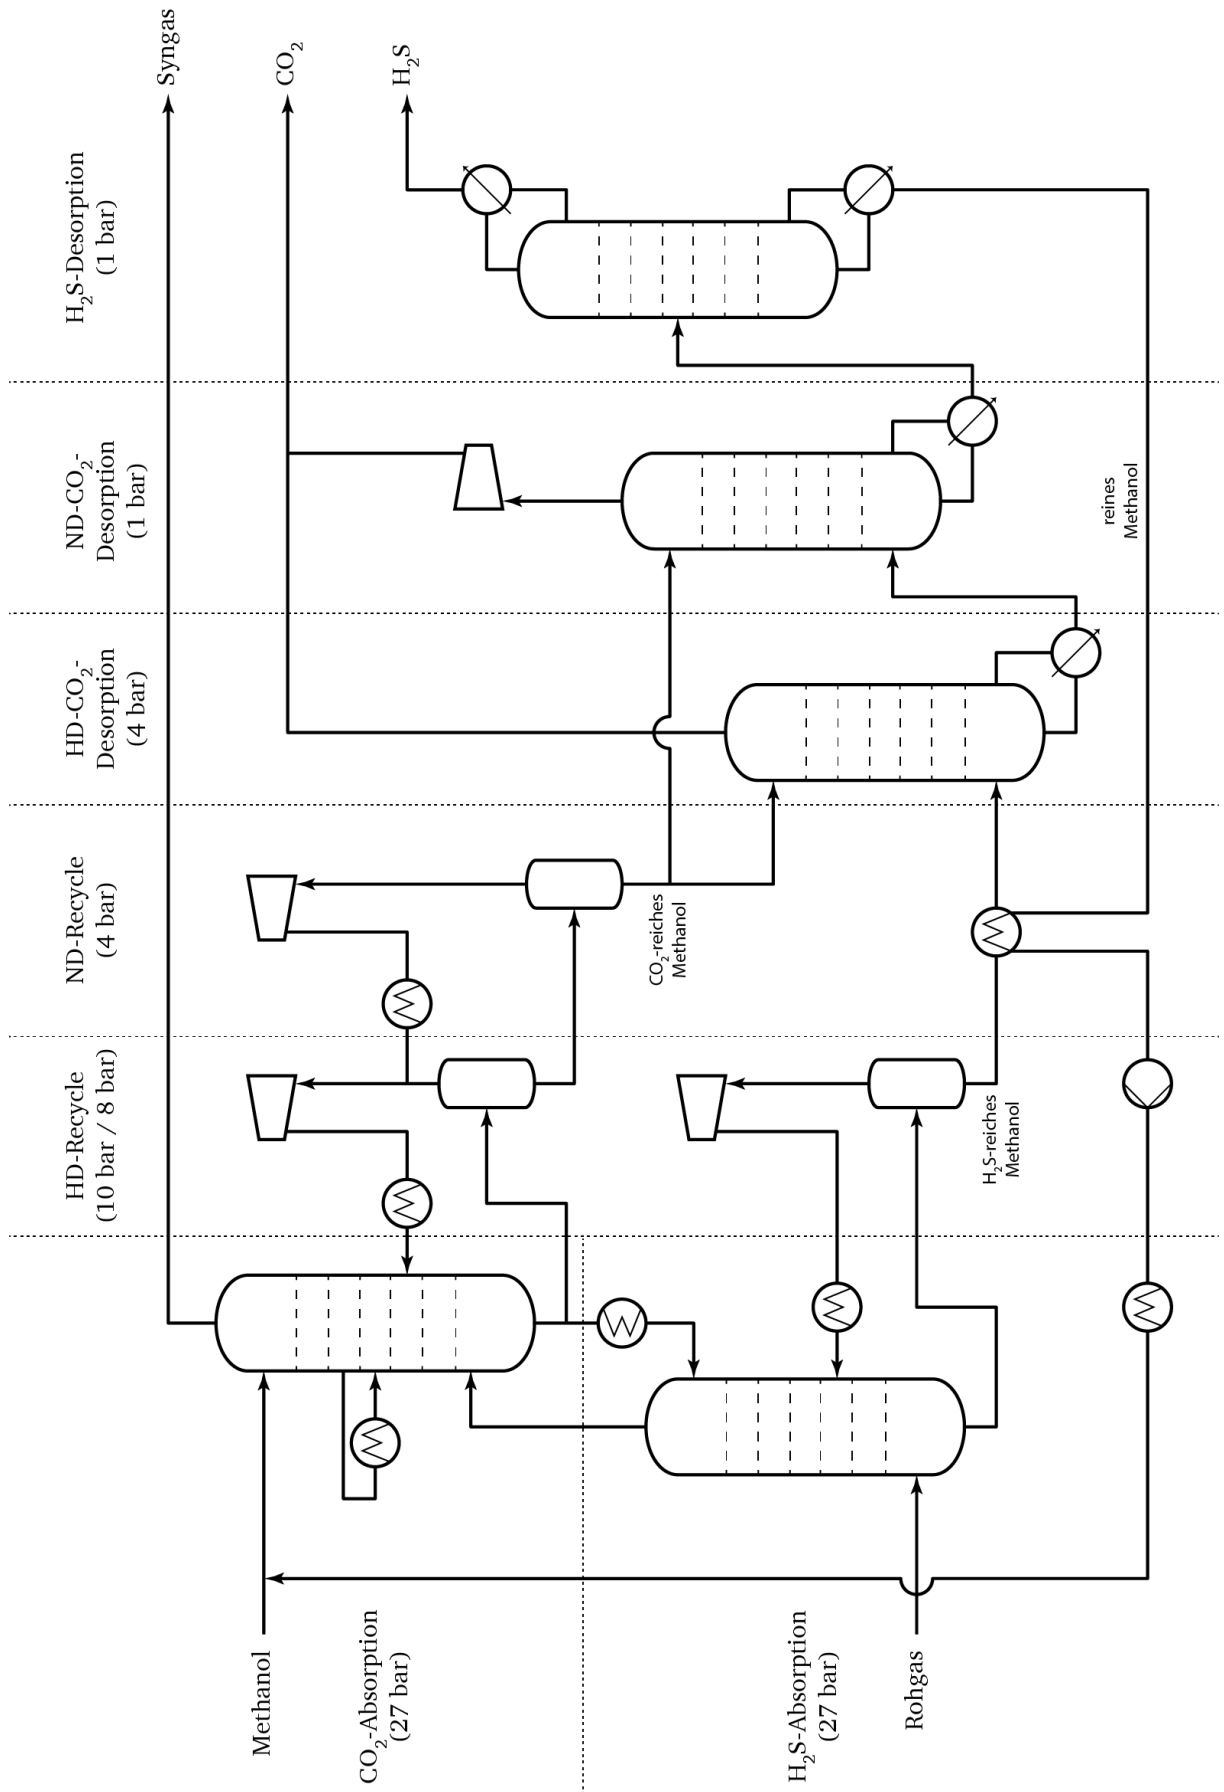 Methanol
CO₂-Absorption
(27 bar)
H₂S-Absorption
(27 bar)
Rohgas
HD-Recycle
(10 bar / 8 bar)
H₂S-reiches
Methanol
ND-Recycle
(4 bar)
CO₂-reiches
Methanol
HD-CO₂-
Desorption
(4 bar)
ND-CO₂-
Desorption
(1 bar)
reines
Methanol
H₂S-Desorption
(1 bar)
Syngas
CO₂
H₂S